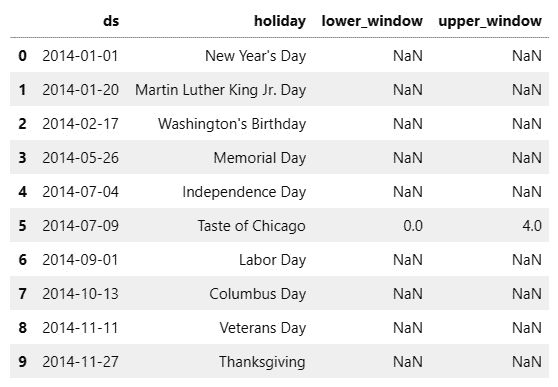 ds holiday lower_window upper_window
0 2014-01-01 New Year's Day NaN NaN
1 2014-01-20 Martin Luther King Jr. Day NaN NaN
2 2014-02-17 Washington's Birthday NaN NaN
3 2014-05-26 Memorial Day NaN NaN
4 2014-07-04 Independence Day NaN NaN
5 2014-07-09 Taste of Chicago 0.0 4.0
6 2014-09-01 Labor Day NaN NaN
7 2014-10-13 Columbus Day NaN NaN
8 2014-11-11 Veterans Day NaN NaN
9 2014-11-27 Thanksgiving NaN NaN